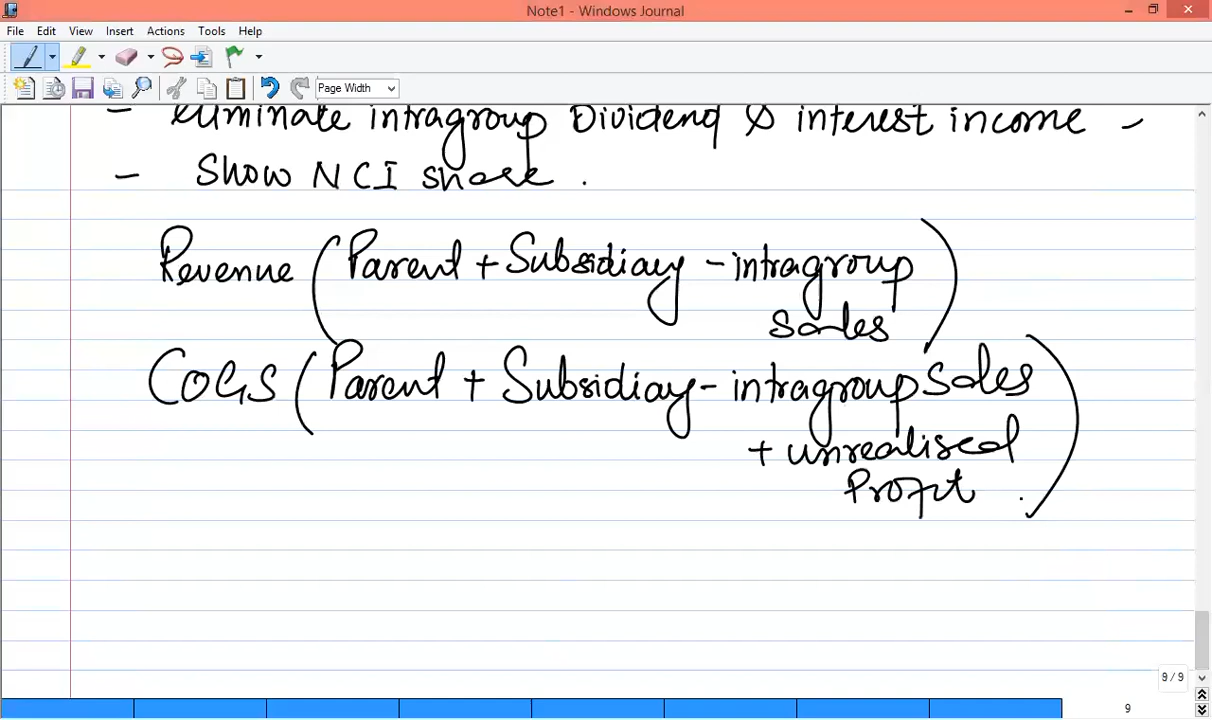 Note1 - Windows Journal
File Edit View Insert Actions Tools Help
Page Width
- eliminate intragroup Dividend & interest income -
- Show NCI share.
Revenue (Parent + Subsidiary - intragroup
sales)
COGS (Parent + Subsidiay - intragroup sales
+ unrealised
Profit.)
9 / 9
9